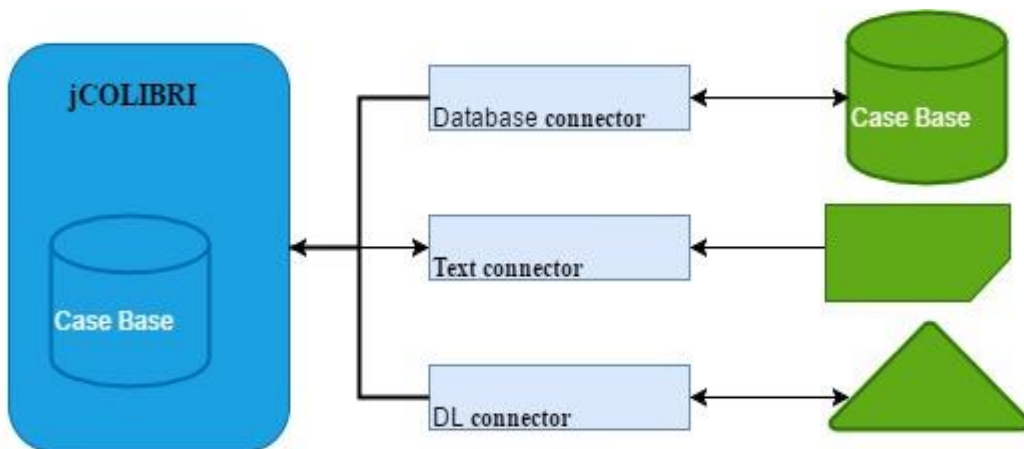 jCOLIBRI
Case Base
Database connector
Text connector
DL connector
Case Base